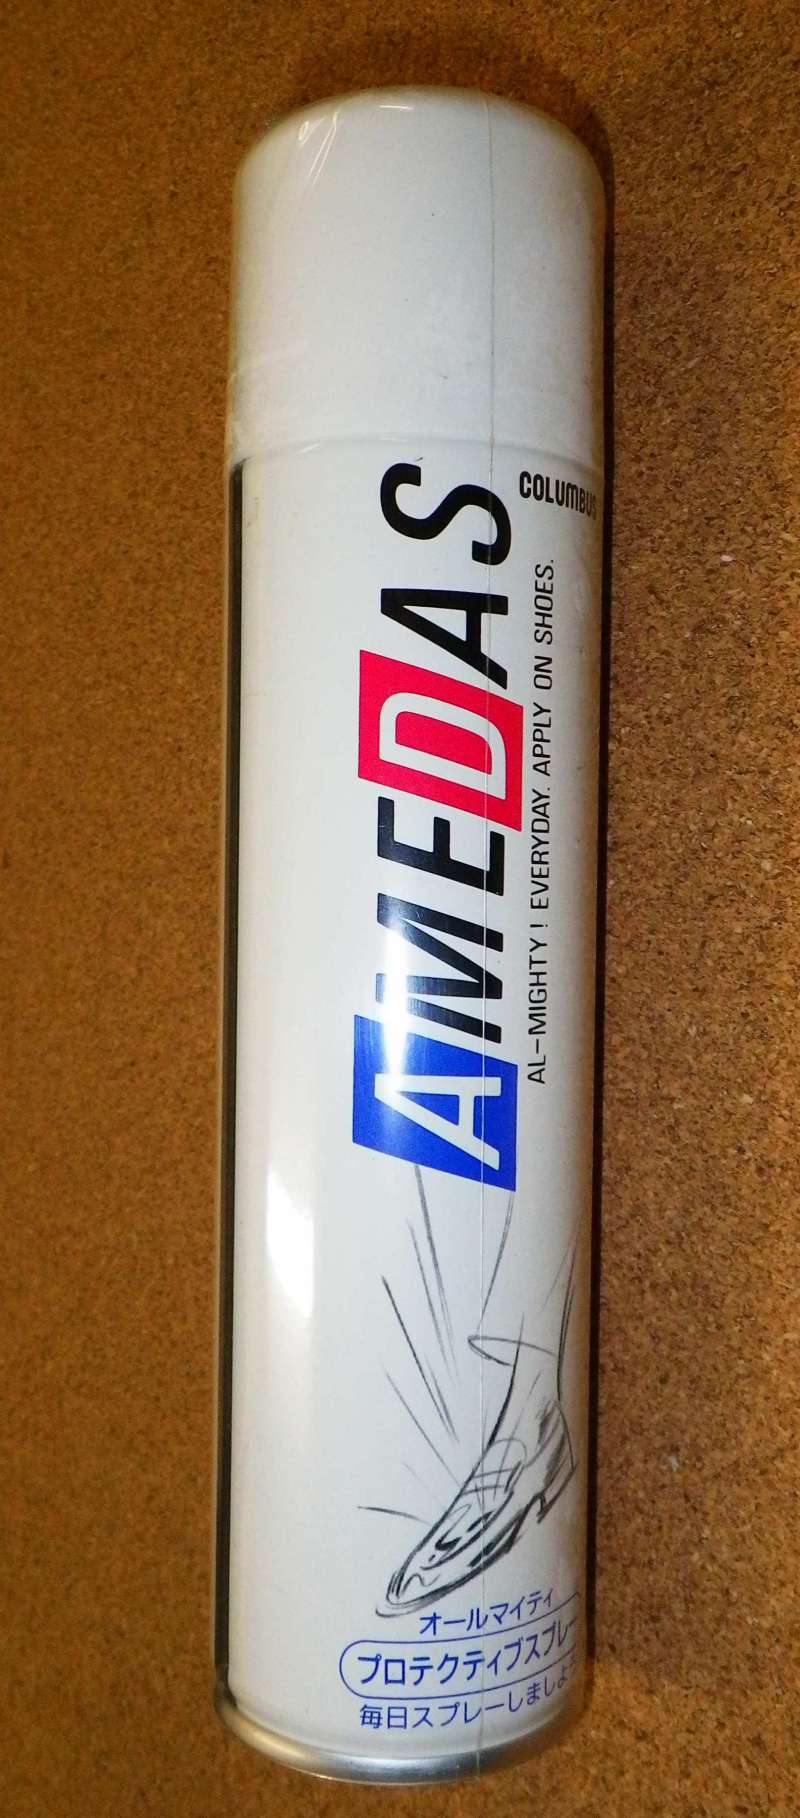 COLUMBUS
AMEDAS
AL-MIGHTY! EVERYDAY. APPLY ON SHOES.
オールマイティ
プロテクティブスプレー
毎日スプレーしましょう